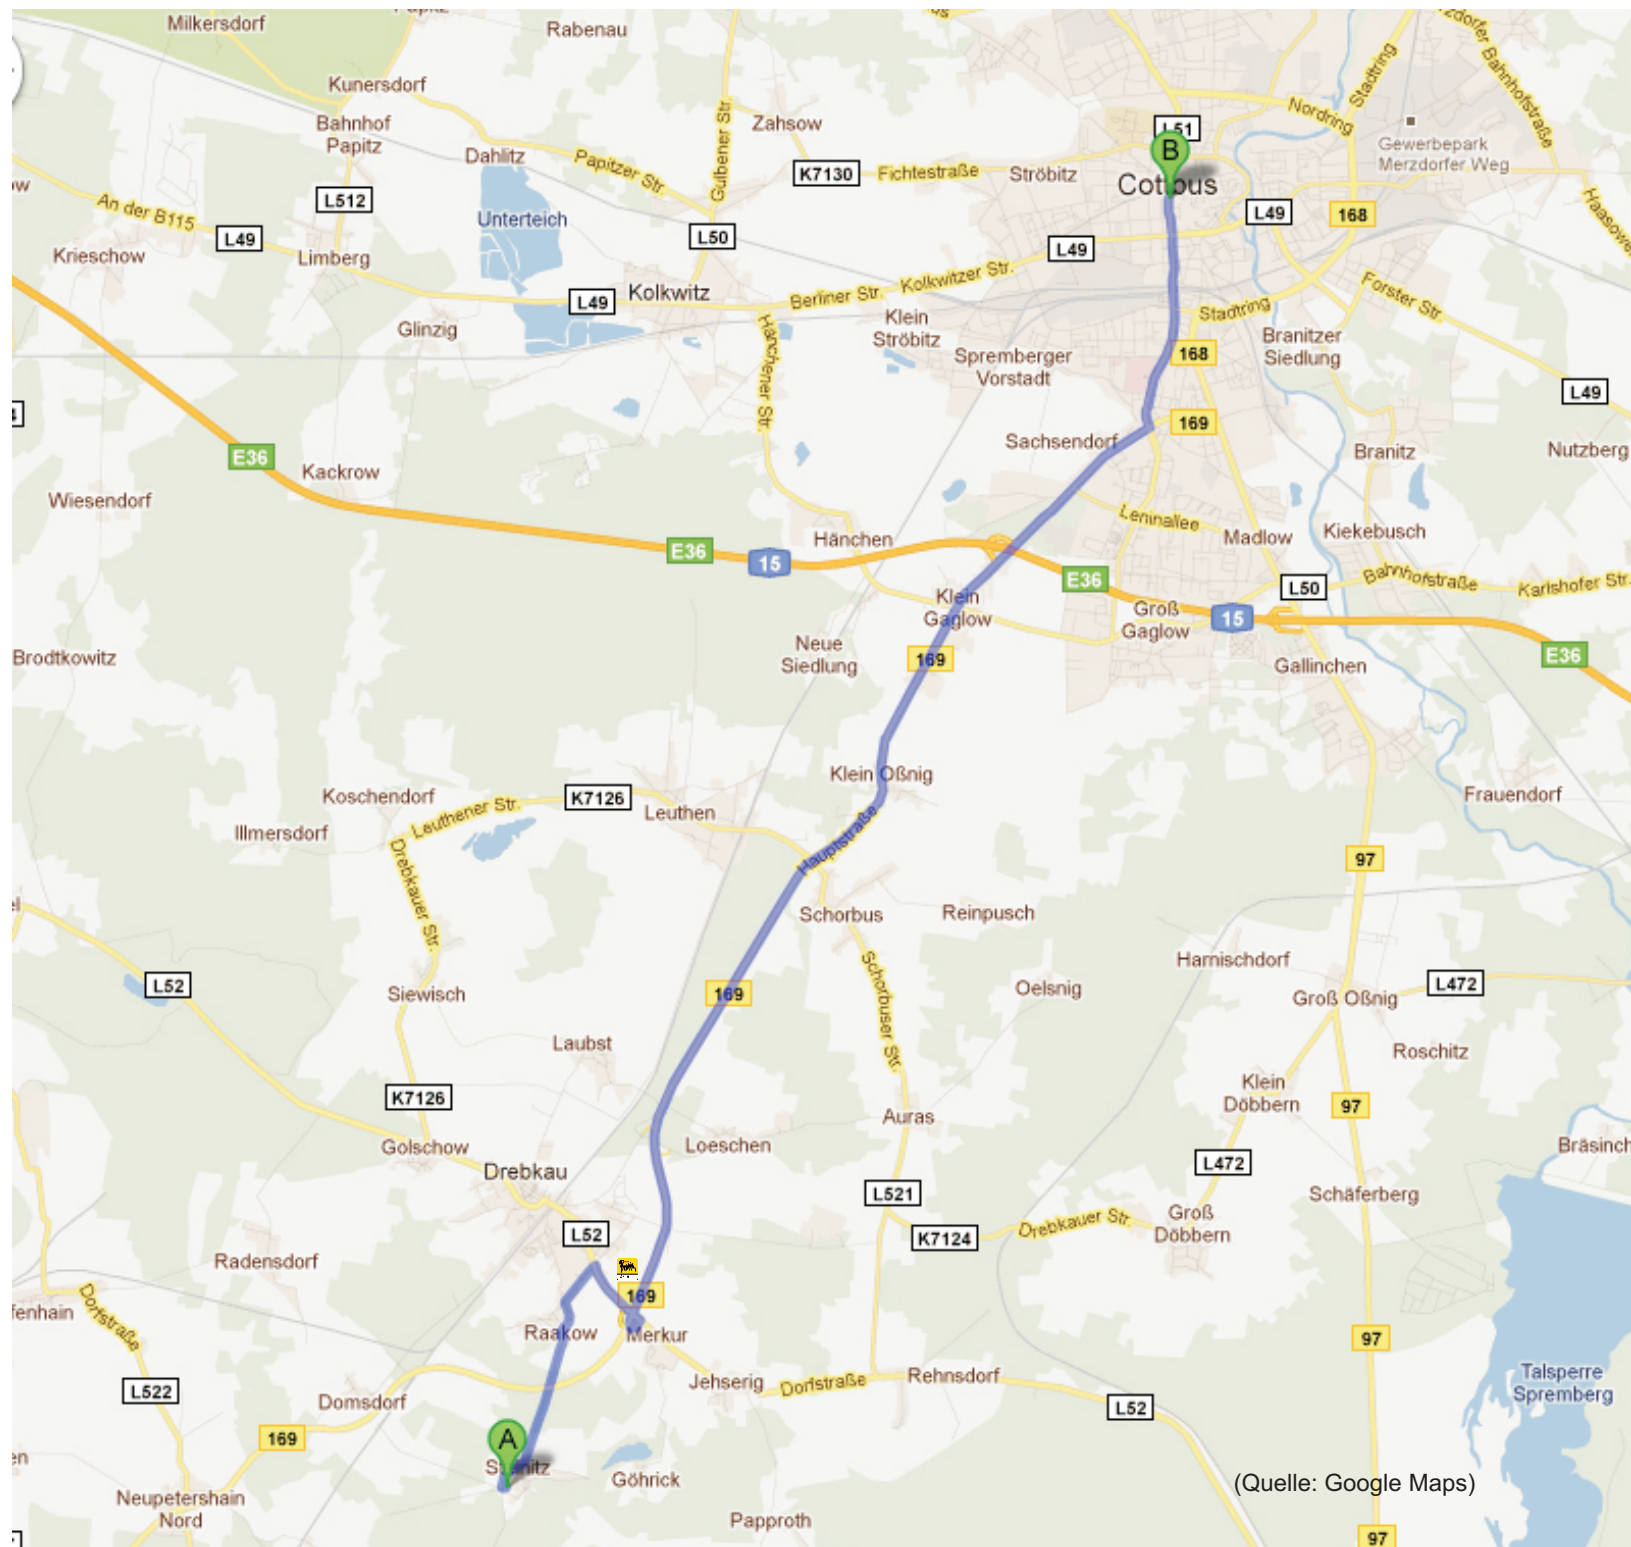 Milkersdorf
Rabenau
Kunersdorf
Bahnhof
Papitz
Zahsow
L51
Nordring
Stadtring
Gewerbepark
Merzdorfer Weg
Dahlitz
Papitzer Str.
Gulbener Str.
K7130
Fichtestraße
Ströbitz
B
Cottbus
L512
An der B115
L49
Krieschow
Limberg
Unterteich
L50
L49
L49
168
L49
Kolkwitz
Berliner Str.
Kolkwitzer Str.
Glinzig
Hänchener Str.
Klein
Ströbitz
Stadtring
Forster Str.
Branitzer
Siedlung
Spremberger
Vorstadt
168
L49
169
Sachsendorf
Branitz
Nutzberg
E36
Kackrow
Wiesendorf
Leninallee
Madlow
Kiekebusch
Hänchen
E36
15
E36
L50
Bahnhofstraße
Karlshofer Str.
Klein
Gaglow
Groß
Gaglow
15
Neue
Siedlung
169
Gallinchen
E36
Brodtkowitz
Klein Oßnig
Koschendorf
Leuthener Str.
K7126
Leuthen
Frauendorf
Illmersdorf
Drebkauer Str.
Hauptstraße
97
Schorbus
Reinpusch
Schorbuser Str.
Harnischdorf
L52
Siewisch
169
Oelsnig
Groß Oßnig
L472
Laubst
Roschitz
Klein
Döbbern
97
K7126
Auras
Golschow
Loeschen
Drebkau
L472
L521
Schäferberg
Groß
Döbbern
L52
K7124
Drebkauer Str.
Radensdorf
169
Dorfstraße
Raakow
Merkur
97
Jehserig
Dorfstraße
Rehnsdorf
L522
Domsdorf
L52
Talsperre
Spremberg
169
A
Göhrick
(Quelle: Google Maps)
Neupetershain
Nord
Papproth
97